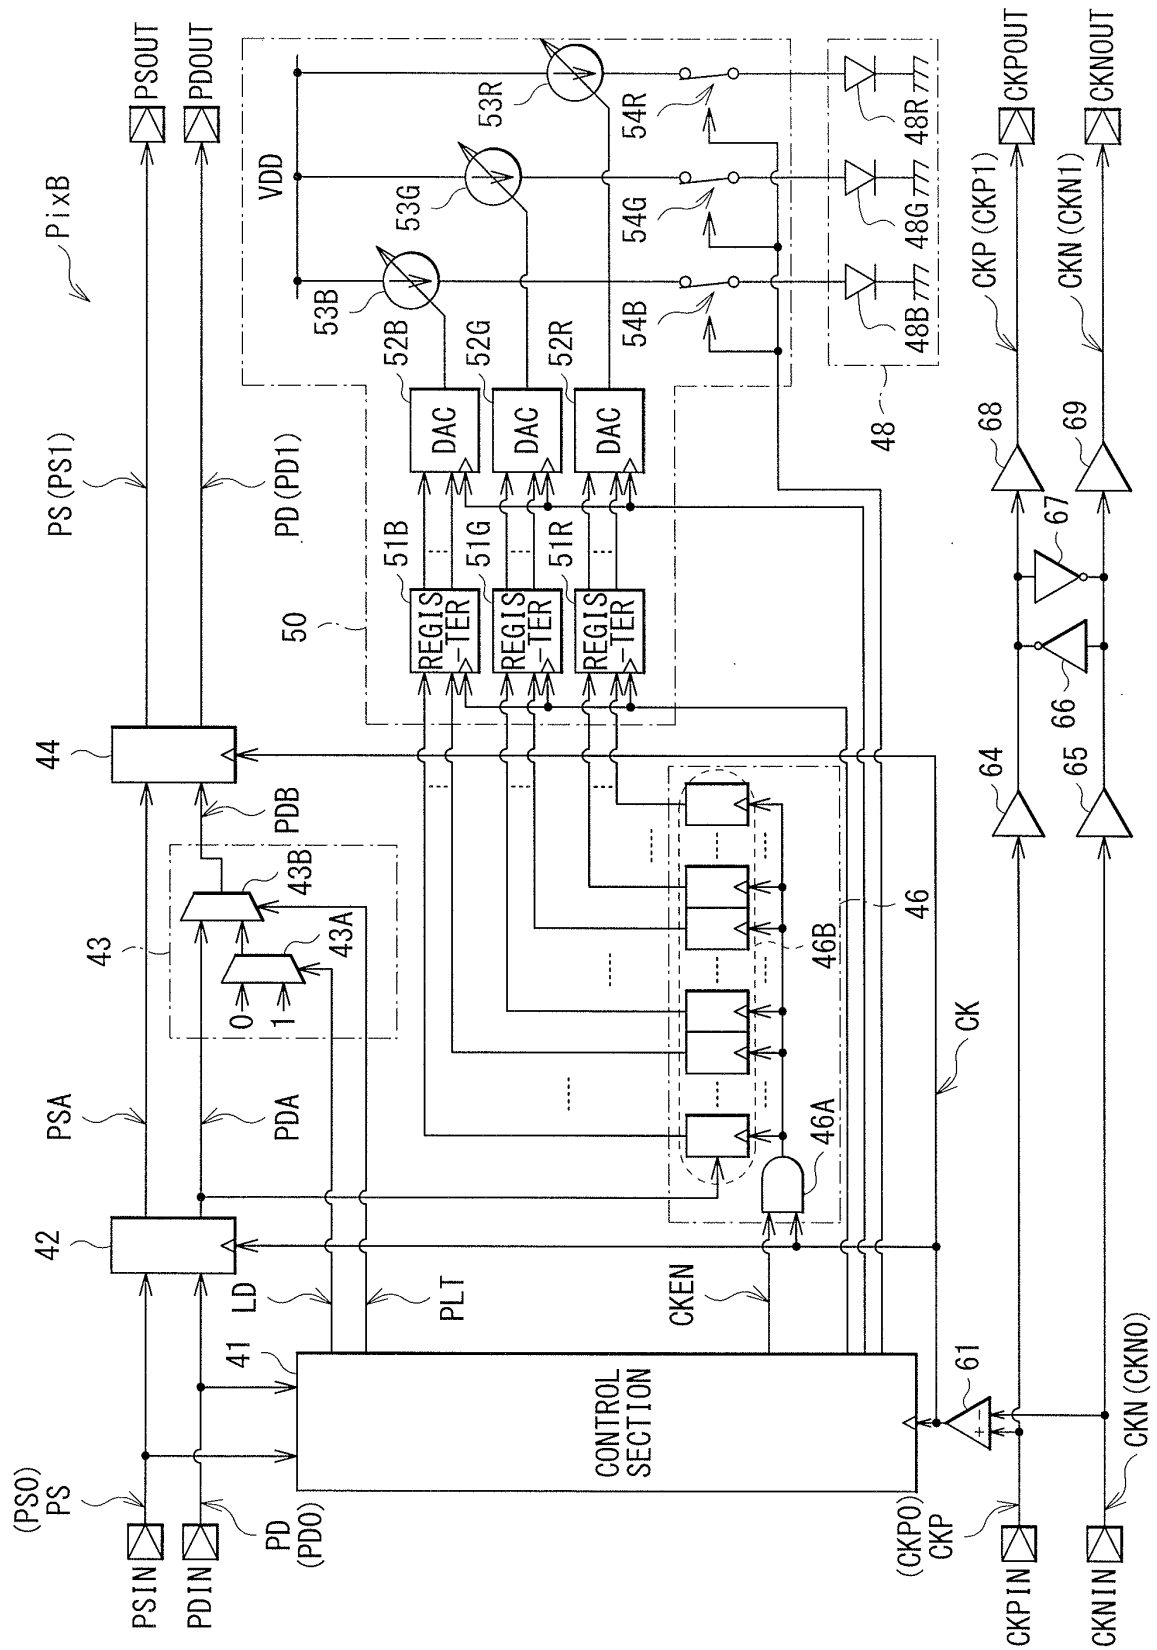 PixB
PSIN
(PS0)
PS
42
PSA
43
44
PS(PS1)
PSOUT
PDIN
PD
(PD0)
PDA
PDB
PD(PD1)
PDOUT
43B
43A
0
1
LD
PLT
41
CONTROL
SECTION
CKEN
46A
46B
46
50
REGIS
-TER
51B
REGIS
-TER
51G
REGIS
-TER
51R
DAC
52B
DAC
52G
DAC
52R
VDD
53B
53G
53R
54B
54G
54R
48B
48G
48R
48
CK
61
+
-
CKPIN
(CKP0)
CKP
64
66
67
68
CKP(CKP1)
CKPOUT
CKNIN
CKN(CKN0)
65
69
CKN(CKN1)
CKNOUT